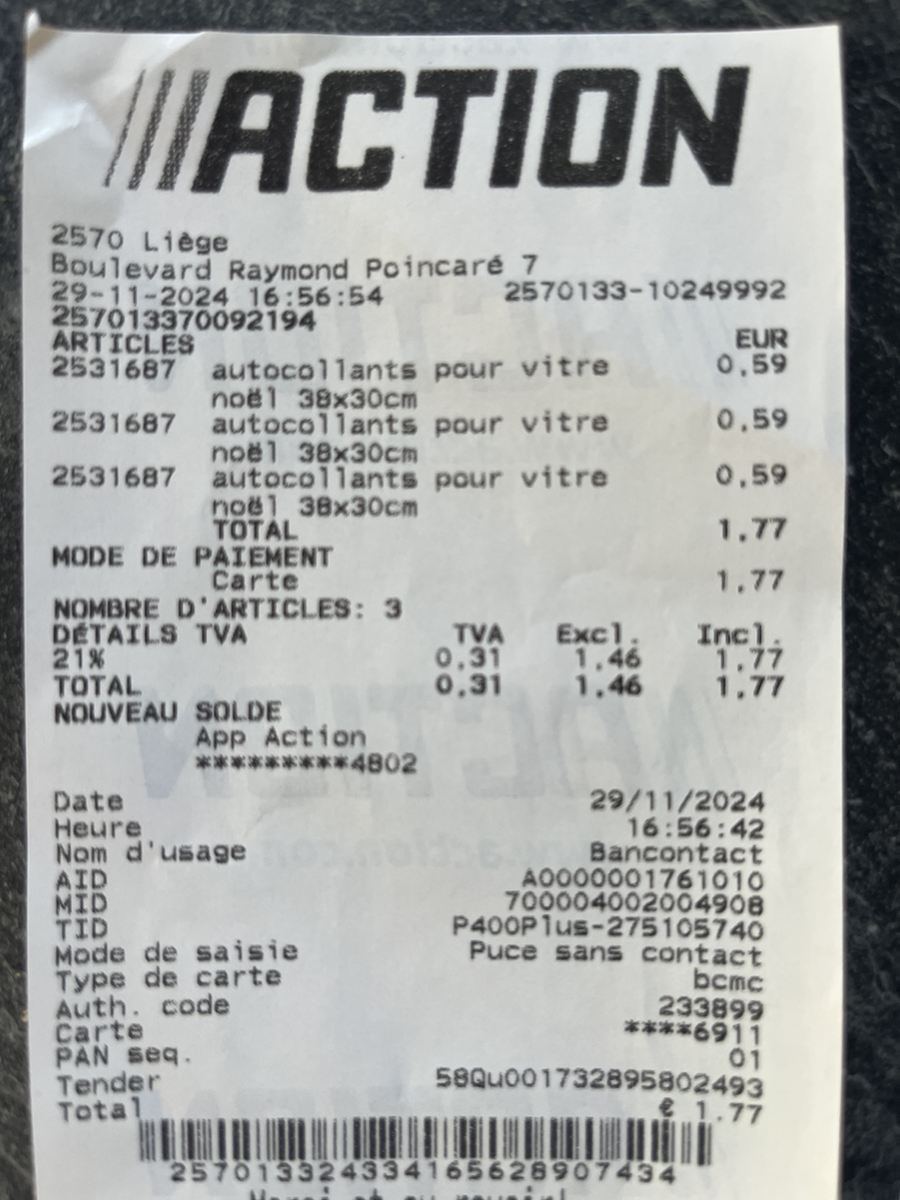 ACTION
2570 Liège
Boulevard Raymond Poincaré 7
29-11-2024 16:56:54 2570133-10249992
257013370092194
ARTICLES EUR
2531687 autocollants pour vitre 0,59
noël 38x30cm
2531687 autocollants pour vitre 0,59
noël 38x30cm
2531687 autocollants pour vitre 0,59
noël 38x30cm
TOTAL 1,77
MODE DE PAIEMENT
Carte 1,77
NOMBRE D'ARTICLES: 3
DÉTAILS TVA TVA Excl. Incl.
21% 0,31 1,46 1,77
TOTAL 0,31 1,46 1,77
NOUVEAU SOLDE
App Action
*********4802
Date 29/11/2024
Heure 16:56:42
Nom d'usage Bancontact
AID A0000001761010
MID 700004002004908
TID P400Plus-275105740
Mode de saisie Puce sans contact
Type de carte bcmc
Auth. code 233899
Carte ****6911
PAN seq. 01
Tender 58Qu001732895802493
Total € 1.77
257013324334165628907434